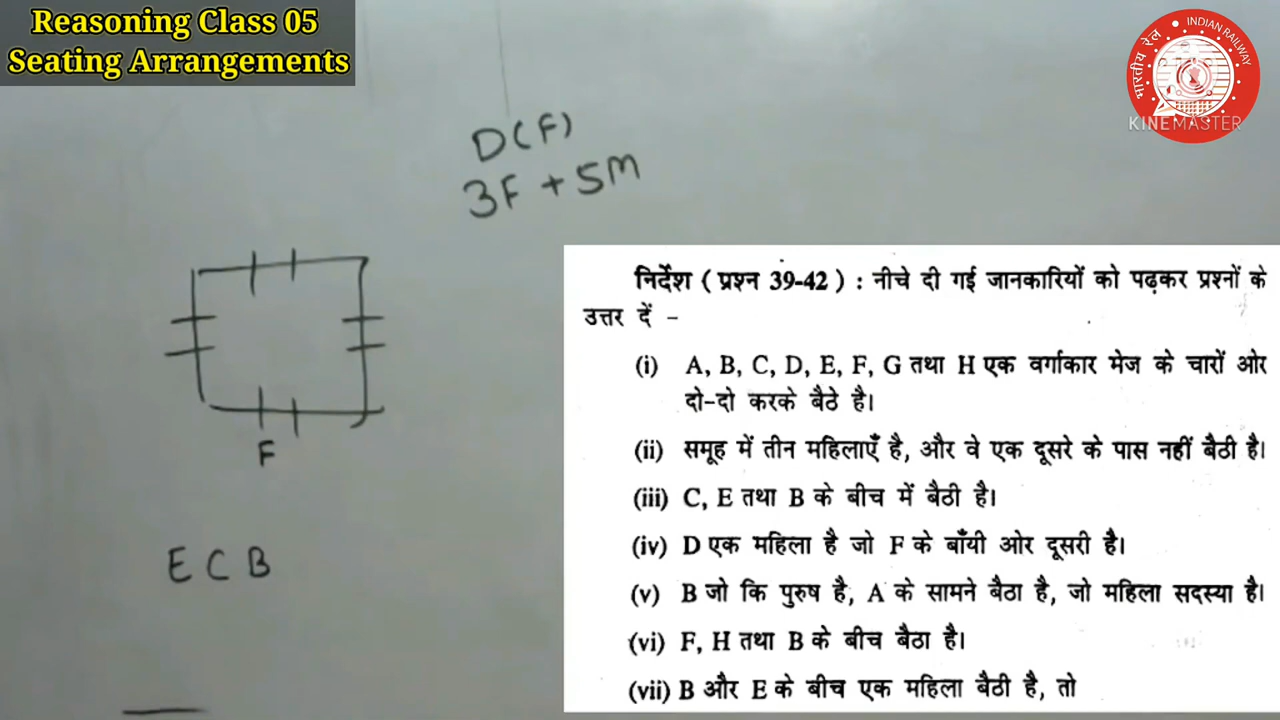 Reasoning Class 05
Seating Arrangements
भारतीय रेल
INDIAN RAILWAY
KINEMASTER
D(F)
3F + 5M
F
E C B
निर्देश ( प्रश्न 39-42 ) : नीचे दी गई जानकारियों को पढ़कर प्रश्नों के
उत्तर दें –
(i) A, B, C, D, E, F, G तथा H एक वर्गाकार मेज के चारों ओर
दो-दो करके बैठे है।
(ii) समूह में तीन महिलाएँ है, और वे एक दूसरे के पास नहीं बैठी है।
(iii) C, E तथा B के बीच में बैठी है।
(iv) D एक महिला है जो F के बाँयी ओर दूसरी है।
(v) B जो कि पुरुष है, A के सामने बैठा है, जो महिला सदस्या है।
(vi) F, H तथा B के बीच बैठा है।
(vii) B और E के बीच एक महिला बैठी है, तो